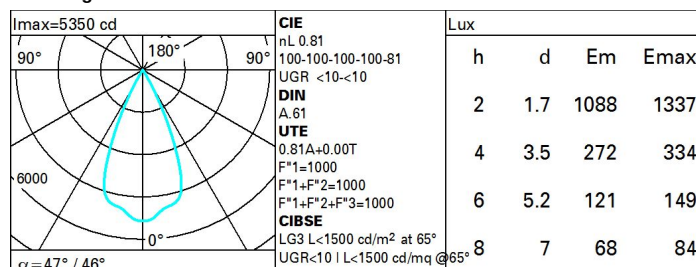 Imax=5350 cd
90° 180° 90°
6000
0°
α=47° / 46°
CIE
nL 0.81
100-100-100-100-81
UGR <10-<10
DIN
A.61
UTE
0.81A+0.00T
F"1=1000
F"1+F"2=1000
F"1+F"2+F"3=1000
CIBSE
LG3 L<1500 cd/m² at 65°
UGR<10 | L<1500 cd/mq @65°
Lux
h d Em Emax
2 1.7 1088 1337
4 3.5 272 334
6 5.2 121 149
8 7 68 84